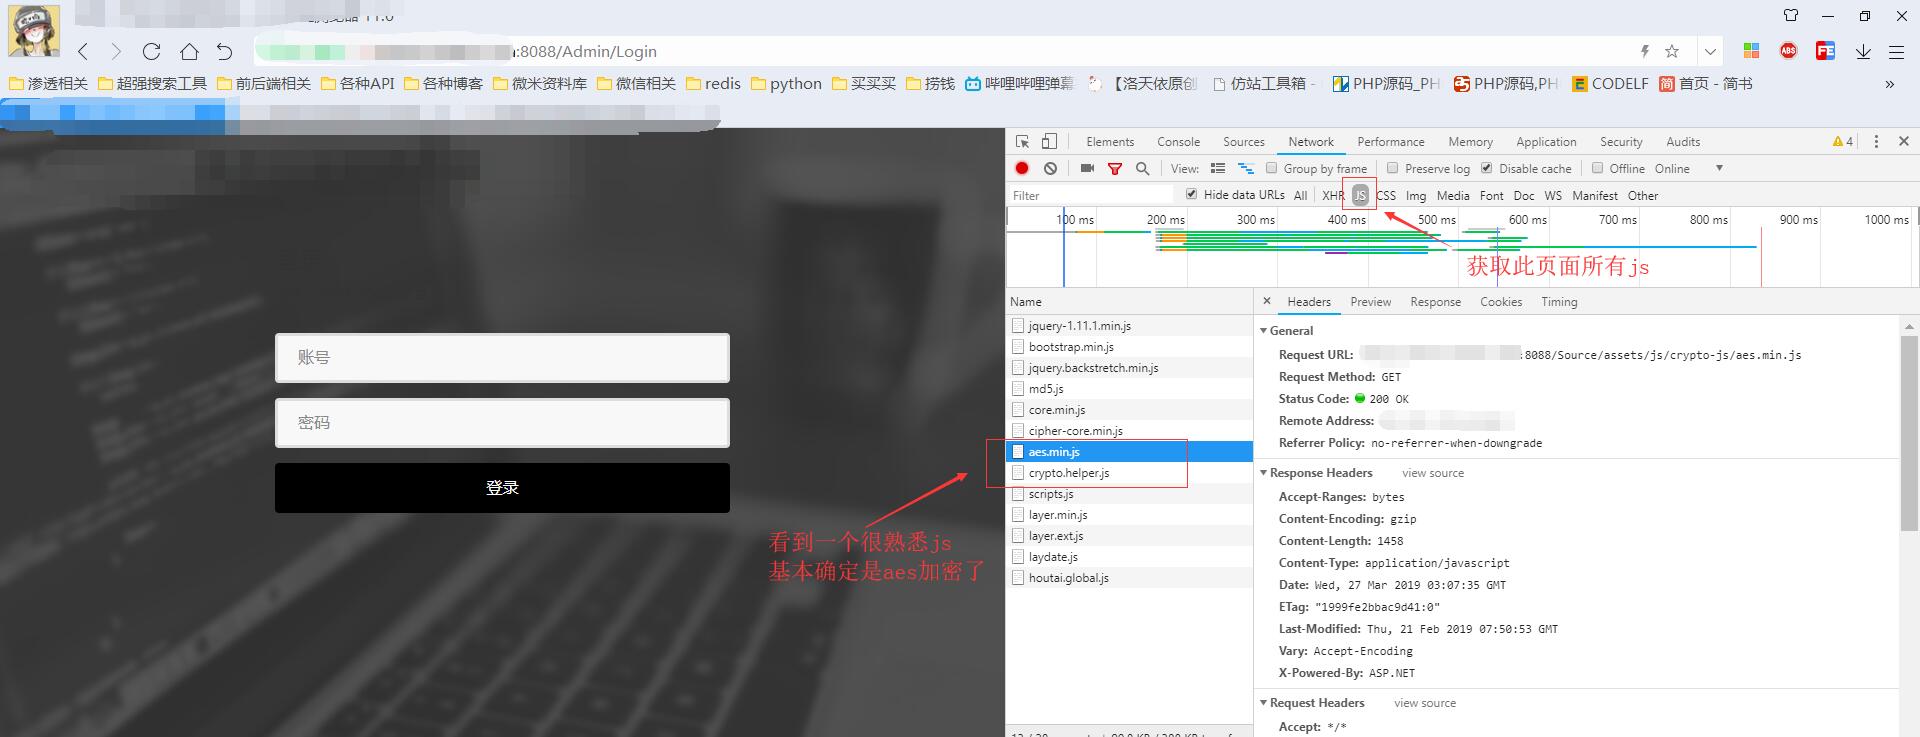 :8088/Admin/Login
渗透相关 超强搜索工具 前后端相关 各种API 各种博客 微米资料库 微信相关 redis python 买买买 捞钱 哔哩哔哩弹幕 【洛天依原创 仿站工具箱 - PHP源码_PH PHP源码,PH CODELF 简 首页 - 简书 »
Elements Console Sources Network Performance Memory Application Security Audits 4
View: Group by frame Preserve log Disable cache Offline Online
Filter Hide data URLs All XHR JS CSS Img Media Font Doc WS Manifest Other
100 ms 200 ms 300 ms 400 ms 500 ms 600 ms 700 ms 800 ms 900 ms 1000 ms
获取此页面所有js
账号
密码
登录
看到一个很熟悉js
基本确定是aes加密了
Name
jquery-1.11.1.min.js
bootstrap.min.js
jquery.backstretch.min.js
md5.js
core.min.js
cipher-core.min.js
aes.min.js
crypto.helper.js
scripts.js
layer.min.js
layer.ext.js
laydate.js
houtai.global.js
Headers Preview Response Cookies Timing
General
Request URL: :8088/Source/assets/js/crypto-js/aes.min.js
Request Method: GET
Status Code: 200 OK
Remote Address:
Referrer Policy: no-referrer-when-downgrade
Response Headers view source
Accept-Ranges: bytes
Content-Encoding: gzip
Content-Length: 1458
Content-Type: application/javascript
Date: Wed, 27 Mar 2019 03:07:35 GMT
ETag: "1999fe2bbac9d41:0"
Last-Modified: Thu, 21 Feb 2019 07:50:53 GMT
Vary: Accept-Encoding
X-Powered-By: ASP.NET
Request Headers view source
Accept: */*